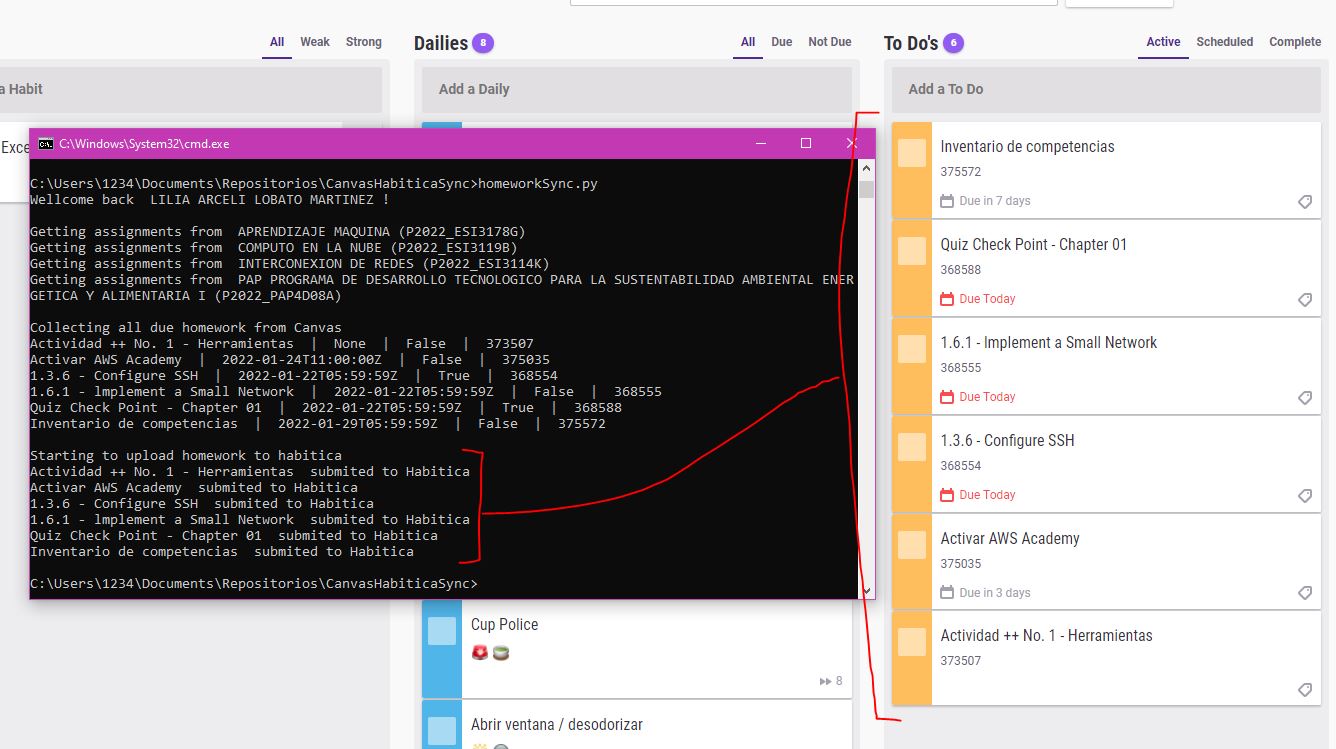 All Weak Strong
Dailies 8 All Due Not Due
To Do's 6 Active Scheduled Complete
a Habit
Add a Daily
Add a To Do
Exce
C:\Windows\System32\cmd.exe
C:\Users\1234\Documents\Repositorios\CanvasHabiticaSync>homeworkSync.py
Wellcome back  LILIA ARCELI LOBATO MARTINEZ !
Getting assignments from  APRENDIZAJE MAQUINA (P2022_ESI3178G)
Getting assignments from  COMPUTO EN LA NUBE (P2022_ESI3119B)
Getting assignments from  INTERCONEXION DE REDES (P2022_ESI3114K)
Getting assignments from  PAP PROGRAMA DE DESARROLLO TECNOLOGICO PARA LA SUSTENTABILIDAD AMBIENTAL ENER
GETICA Y ALIMENTARIA I (P2022_PAP4D08A)
Collecting all due homework from Canvas
Actividad ++ No. 1 - Herramientas  |  None  |  False  |  373507
Activar AWS Academy  |  2022-01-24T11:00:00Z  |  False  |  375035
1.3.6 - Configure SSH  |  2022-01-22T05:59:59Z  |  True  |  368554
1.6.1 - lmplement a Small Network  |  2022-01-22T05:59:59Z  |  False  |  368555
Quiz Check Point - Chapter 01  |  2022-01-22T05:59:59Z  |  True  |  368588
Inventario de competencias  |  2022-01-29T05:59:59Z  |  False  |  375572
Starting to upload homework to habitica
Actividad ++ No. 1 - Herramientas  submited to Habitica
Activar AWS Academy  submited to Habitica
1.3.6 - Configure SSH  submited to Habitica
1.6.1 - lmplement a Small Network  submited to Habitica
Quiz Check Point - Chapter 01  submited to Habitica
Inventario de competencias  submited to Habitica
C:\Users\1234\Documents\Repositorios\CanvasHabiticaSync>
Cup Police
8
Abrir ventana / desodorizar
Inventario de competencias
375572
Due in 7 days
Quiz Check Point - Chapter 01
368588
Due Today
1.6.1 - lmplement a Small Network
368555
Due Today
1.3.6 - Configure SSH
368554
Due Today
Activar AWS Academy
375035
Due in 3 days
Actividad ++ No. 1 - Herramientas
373507